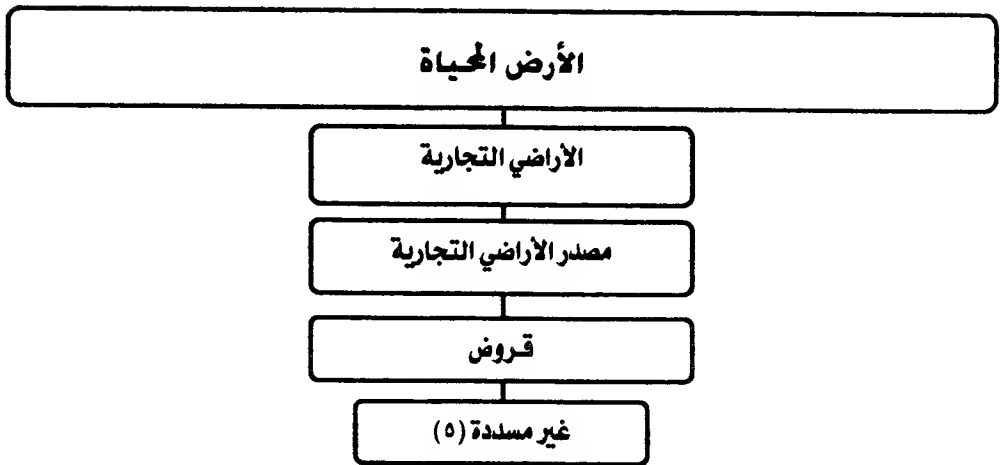 الأرض المحياة
الأراضي التجارية
مصدر الأراضي التجارية
قروض
غير مسددة (٥)